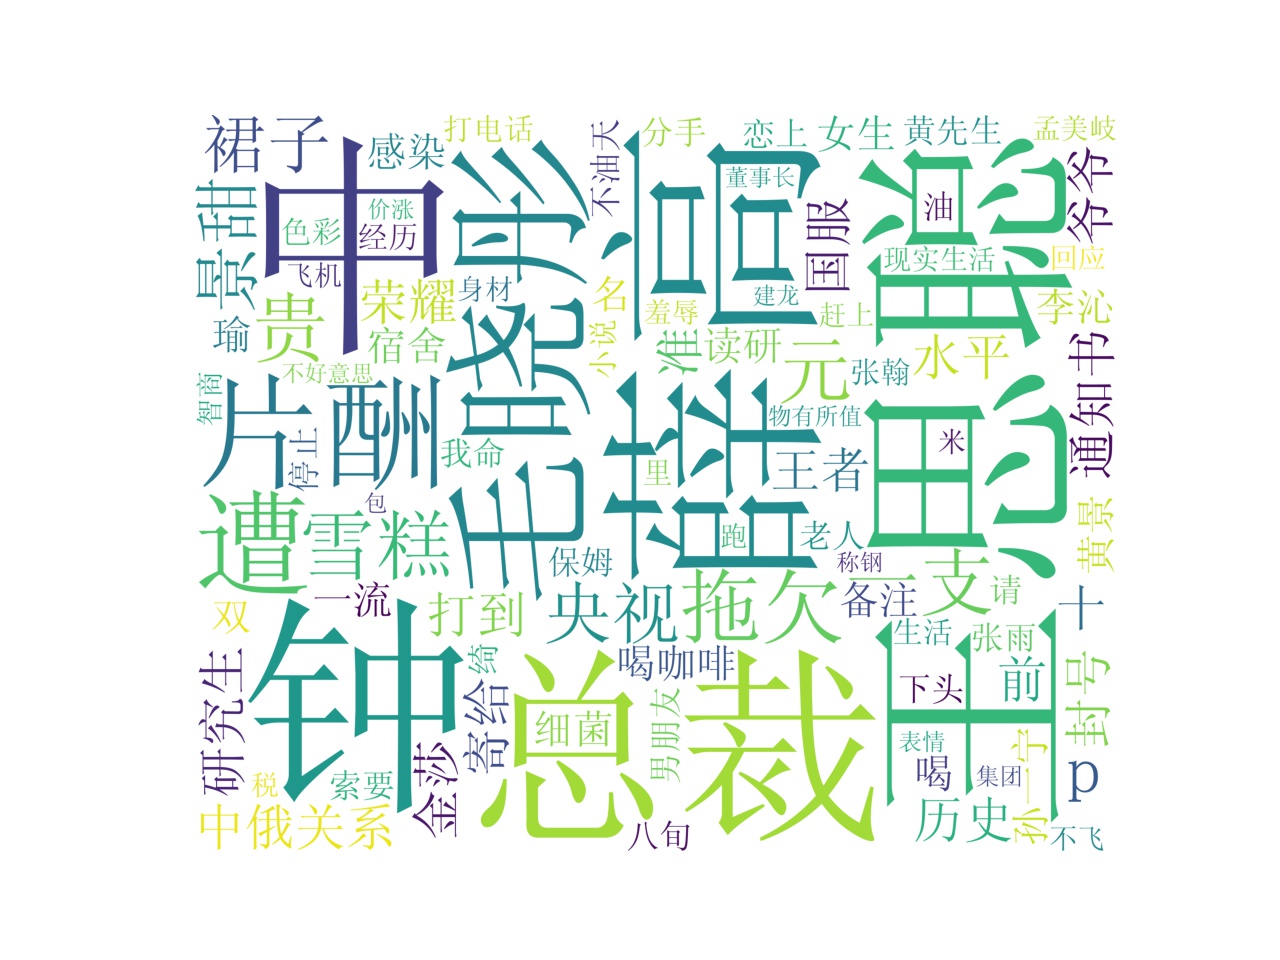 裙子
感染
打电话
不油天
分手
恋上
女生
黄先生
孟美岐
爷爷
景甜
中
色彩
价涨
经历
飞机
毛晓彤
薛高
董事长
国服
王思聪
油
现实生活
回应
瑜
贵
荣耀
宿舍
身材
名
小说
羞辱
建龙
准
读研
元
赶上
张翰
水平
李沁
通知书
智商
不好意思
片酬
停止
我命
包
里
物有所值
王者
米
黄景
遭
雪糕
跑
老人
称钢
一流
保姆
双
打到
央视
拖欠
备注
一支
请
十
研究生
钟
绮
寄给
总裁
细菌
喝咖啡
男朋友
生活
张雨
下头
前
封号
税
索要
金莎
表情
喝
集团
孙一宁
p
中俄关系
八旬
历史
不飞